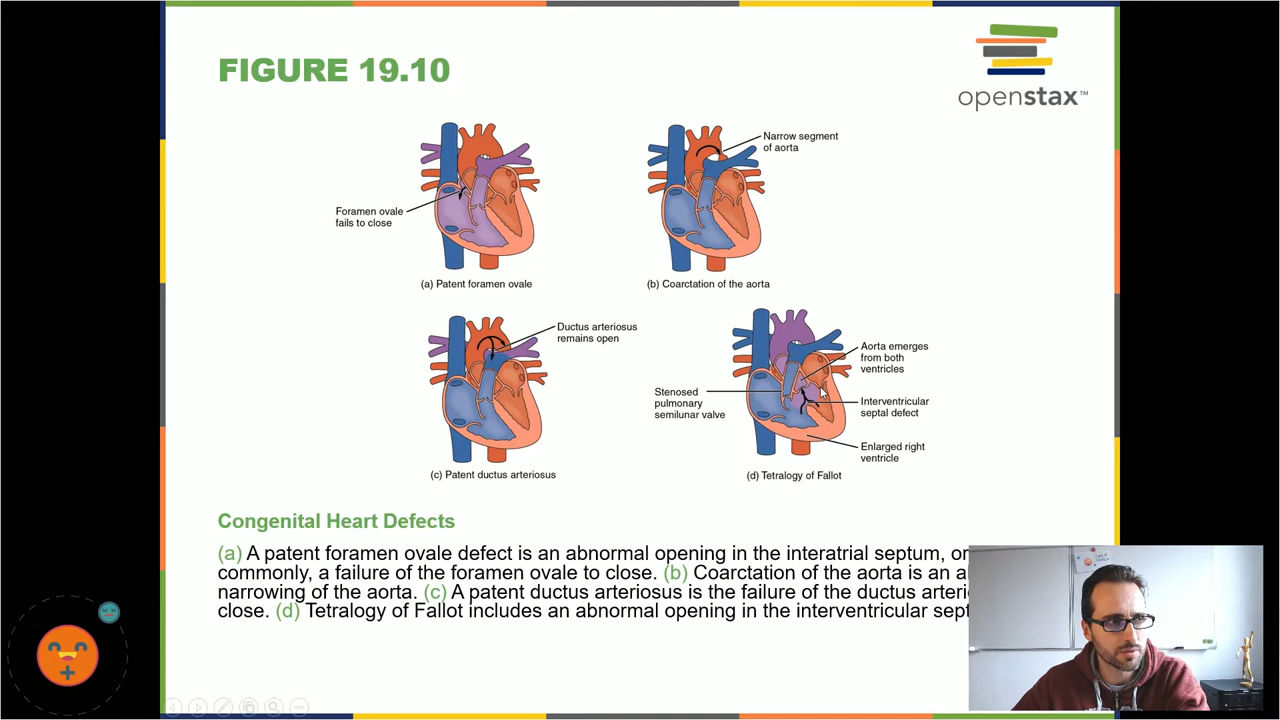 FIGURE 19.10
openstax™
Narrow segment
of aorta
Foramen ovale
fails to close
(a) Patent foramen ovale
(b) Coarctation of the aorta
Ductus arteriosus
remains open
Aorta emerges
from both
ventricles
Stenosed
pulmonary
semilunar valve
Interventricular
septal defect
Enlarged right
ventricle
(c) Patent ductus arteriosus
(d) Tetralogy of Fallot
Congenital Heart Defects
(a) A patent foramen ovale defect is an abnormal opening in the interatrial septum, or
commonly, a failure of the foramen ovale to close. (b) Coarctation of the aorta is an a
narrowing of the aorta. (c) A patent ductus arteriosus is the failure of the ductus arteri
close. (d) Tetralogy of Fallot includes an abnormal opening in the interventricular sept